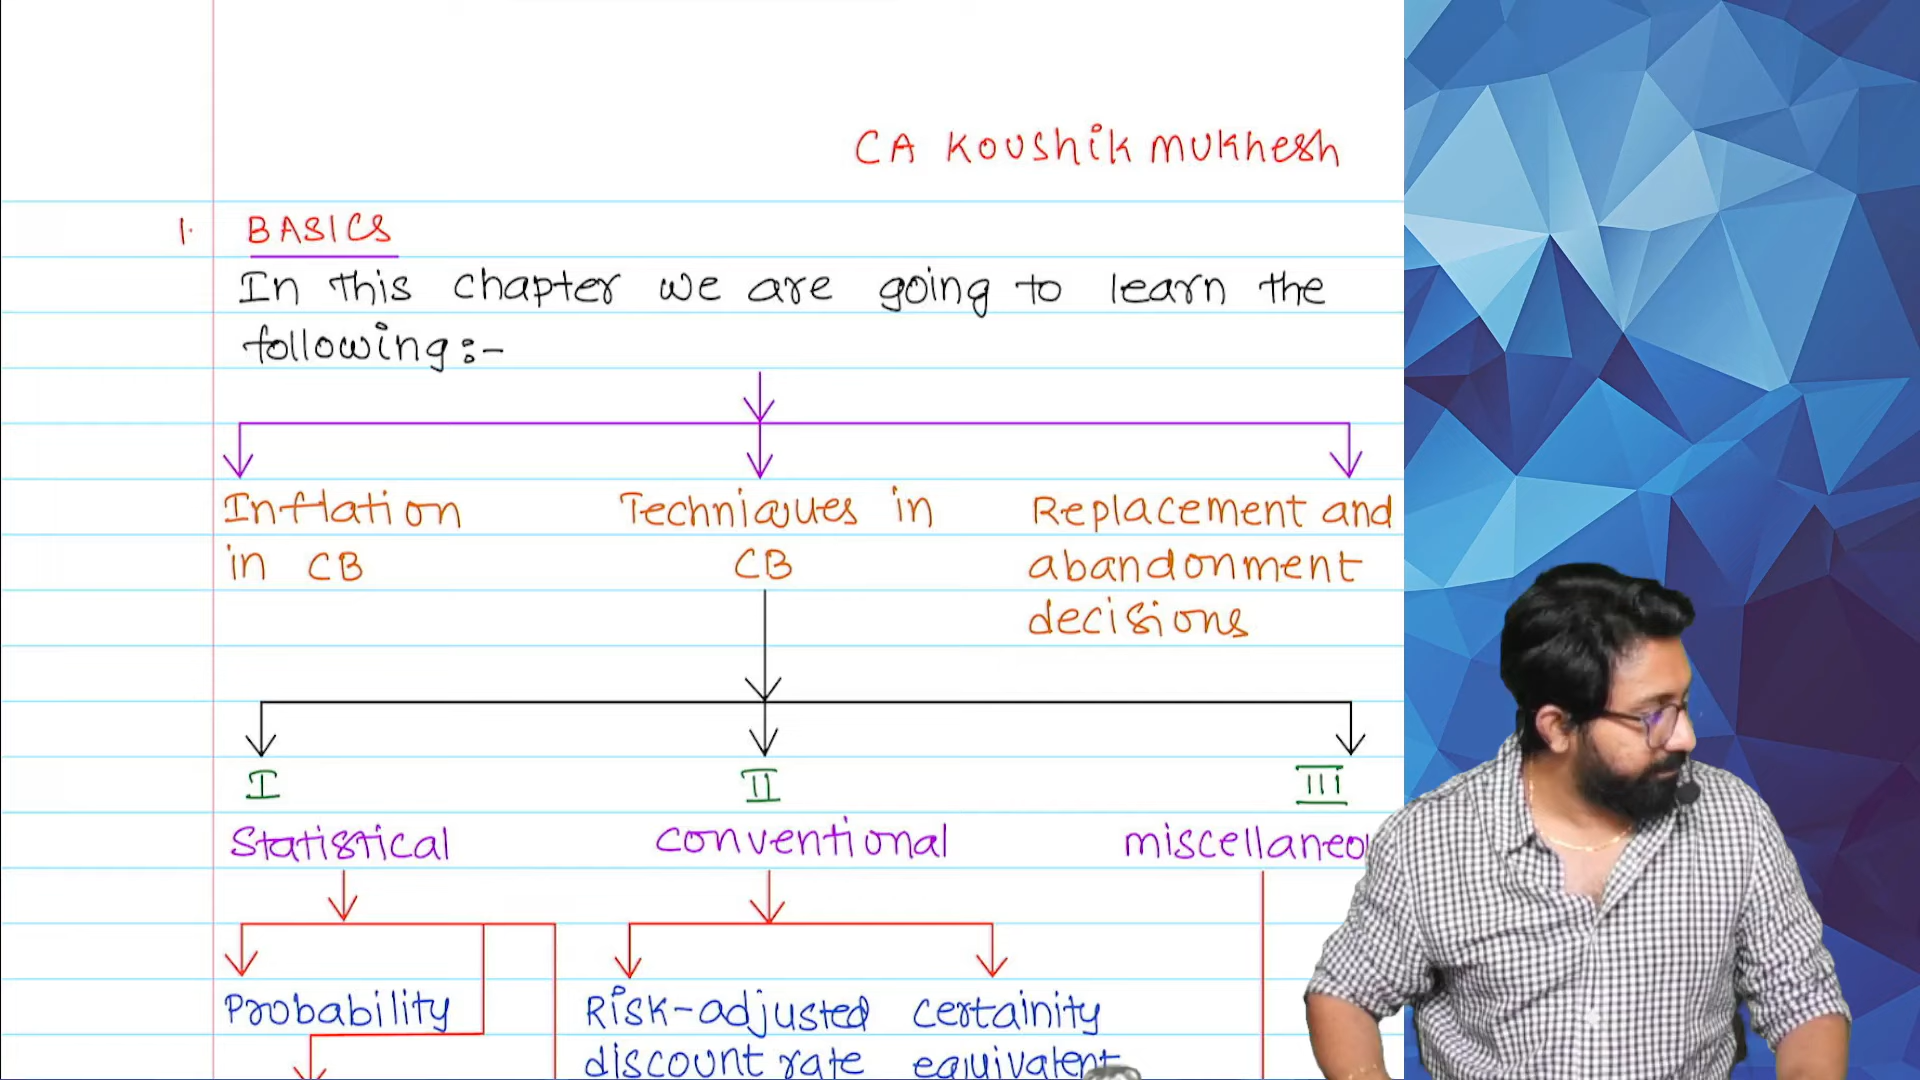 CA Koushik mukhesh
1. BASICS
In this chapter we are going to learn the
following:-
Inflation in CB
Techniques in CB
Replacement and abandonment decisions
I
II
III
Statistical
conventional
Probability
Risk-adjusted discount rate
certainity equivalent